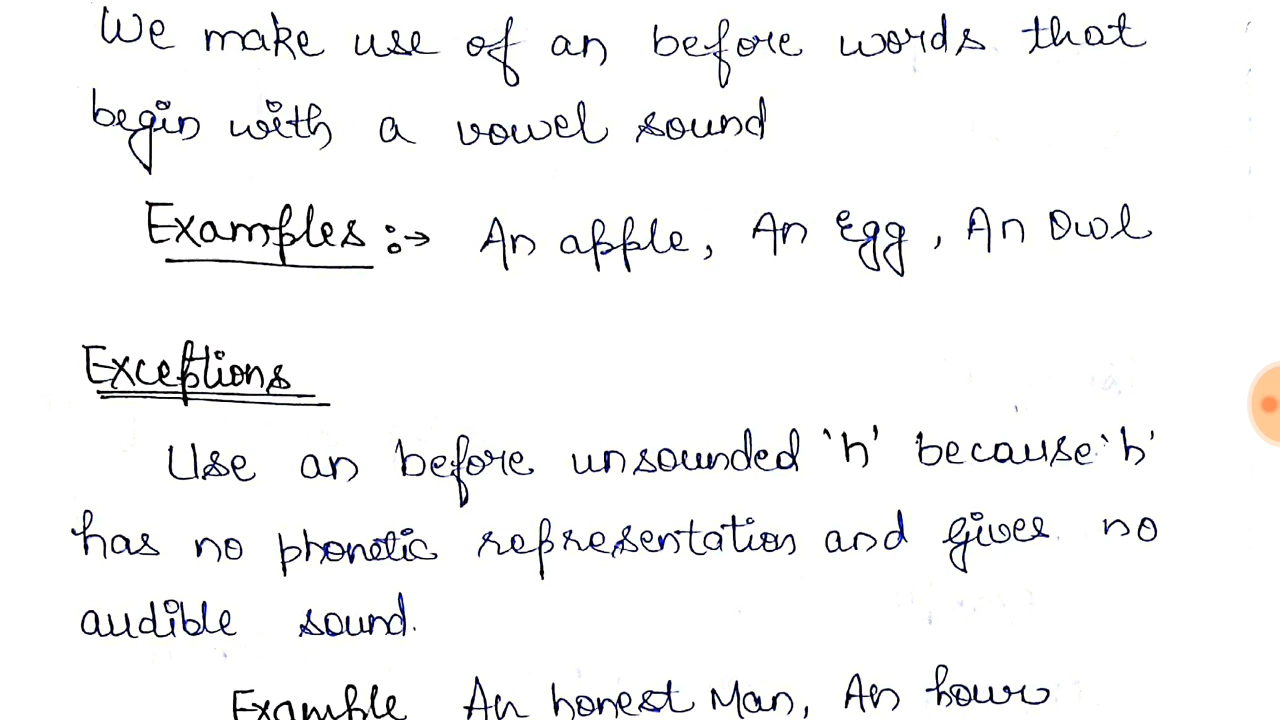 We make use of an before words that
begin with a vowel sound
Examples :→ An apple, An Egg, An Owl
Exceptions
Use an before unsounded 'h' because 'h'
has no phonetic representation and gives no
audible sound.
Example An honest Man, An hour